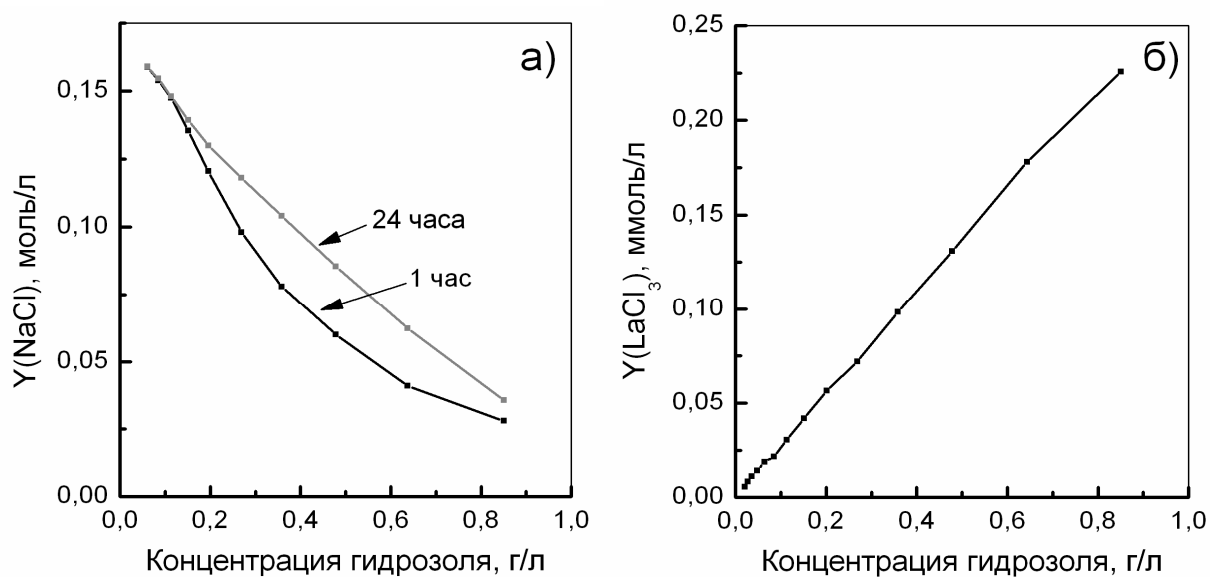 а)
0,15
0,10
0,05
0,00
Y(NaCl), моль/л
24 часа
1 час
0,0 0,2 0,4 0,6 0,8 1,0
Концентрация гидрозоля, г/л
б)
0,25
0,20
0,15
0,10
0,05
0,00
Y(LaCl₃), ммоль/л
0,0 0,2 0,4 0,6 0,8 1,0
Концентрация гидрозоля, г/л